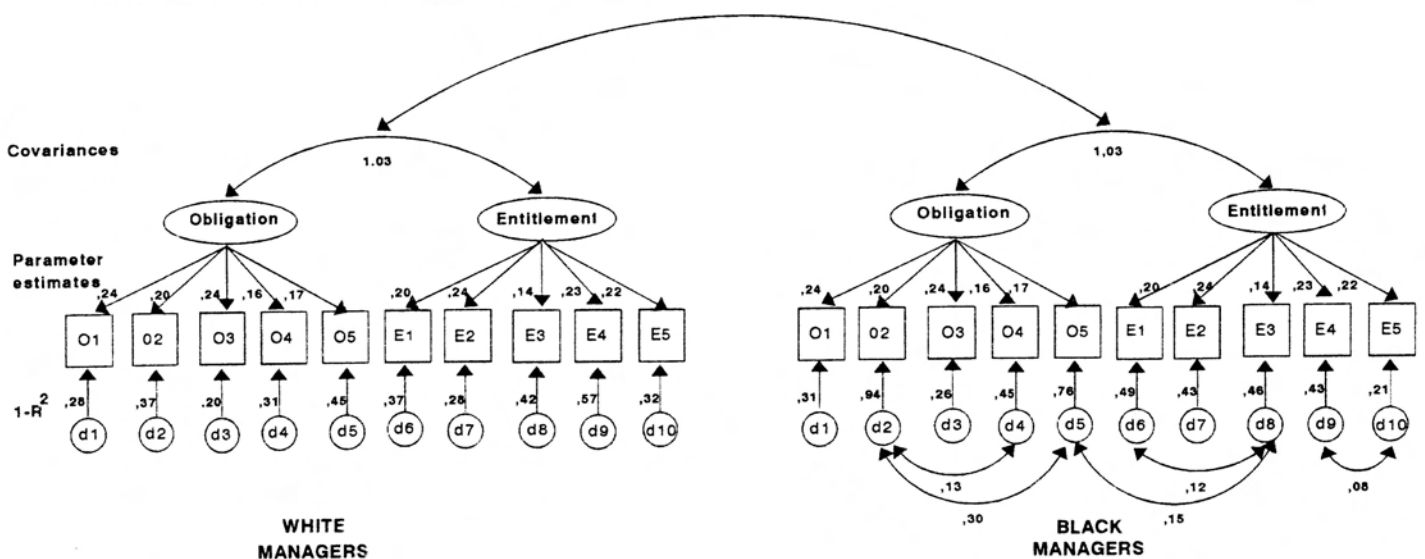 Covariances
1.03
1,03
Obligation
Entitlement
Obligation
Entitlement
Parameter
estimates
,24 ,20 ,24 ,16 ,17 ,20 ,24 ,14 ,23 ,22
,24 ,20 ,24 ,16 ,17 ,20 ,24 ,14 ,23 ,22
O1 02 O3 O4 O5 E1 E2 E3 E4 E5
O1 02 O3 O4 O5 E1 E2 E3 E4 E5
1-R2
,28 ,37 ,20 ,31 ,45 ,37 ,28 ,42 ,57 ,32
,31 ,94 ,26 ,45 ,76 ,49 ,43 ,46 ,43 ,21
d1 d2 d3 d4 d5 d6 d7 d8 d9 d10
d1 d2 d3 d4 d5 d6 d7 d8 d9 d10
,13
,12
,08
,30
,15
WHITE
MANAGERS
BLACK
MANAGERS